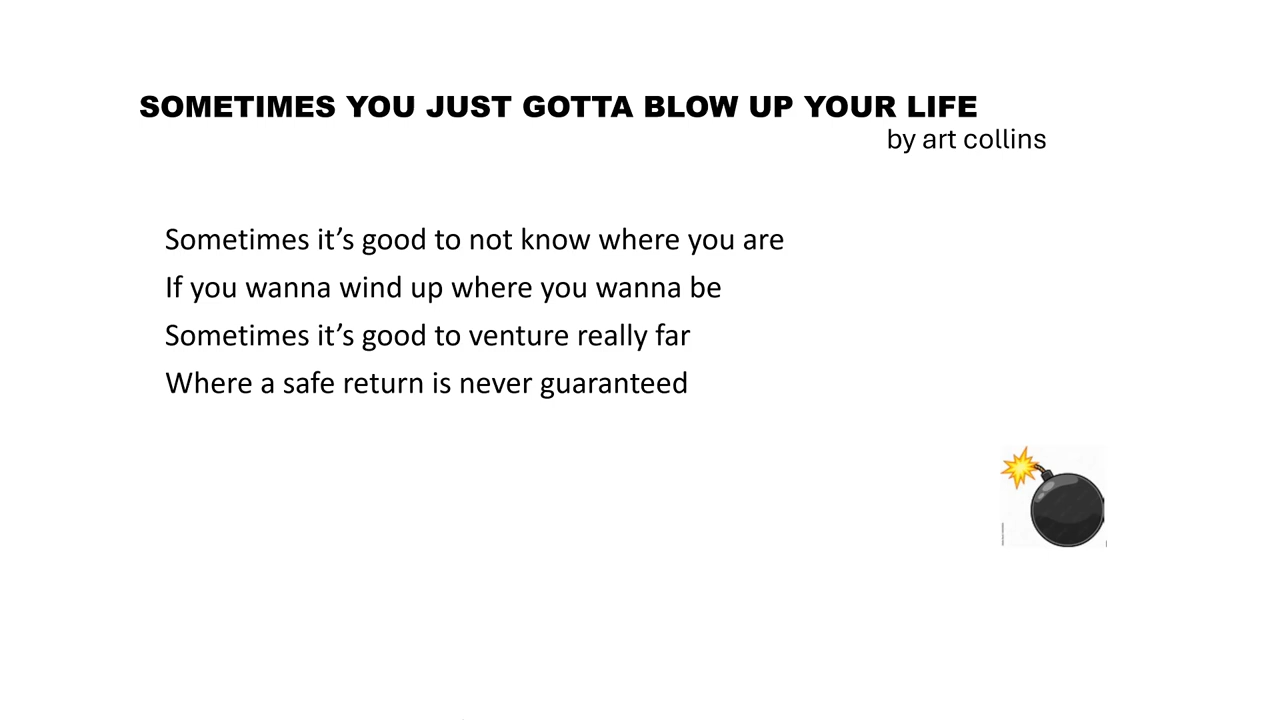 SOMETIMES YOU JUST GOTTA BLOW UP YOUR LIFE
by art collins
Sometimes it’s good to not know where you are
If you wanna wind up where you wanna be
Sometimes it’s good to venture really far
Where a safe return is never guaranteed